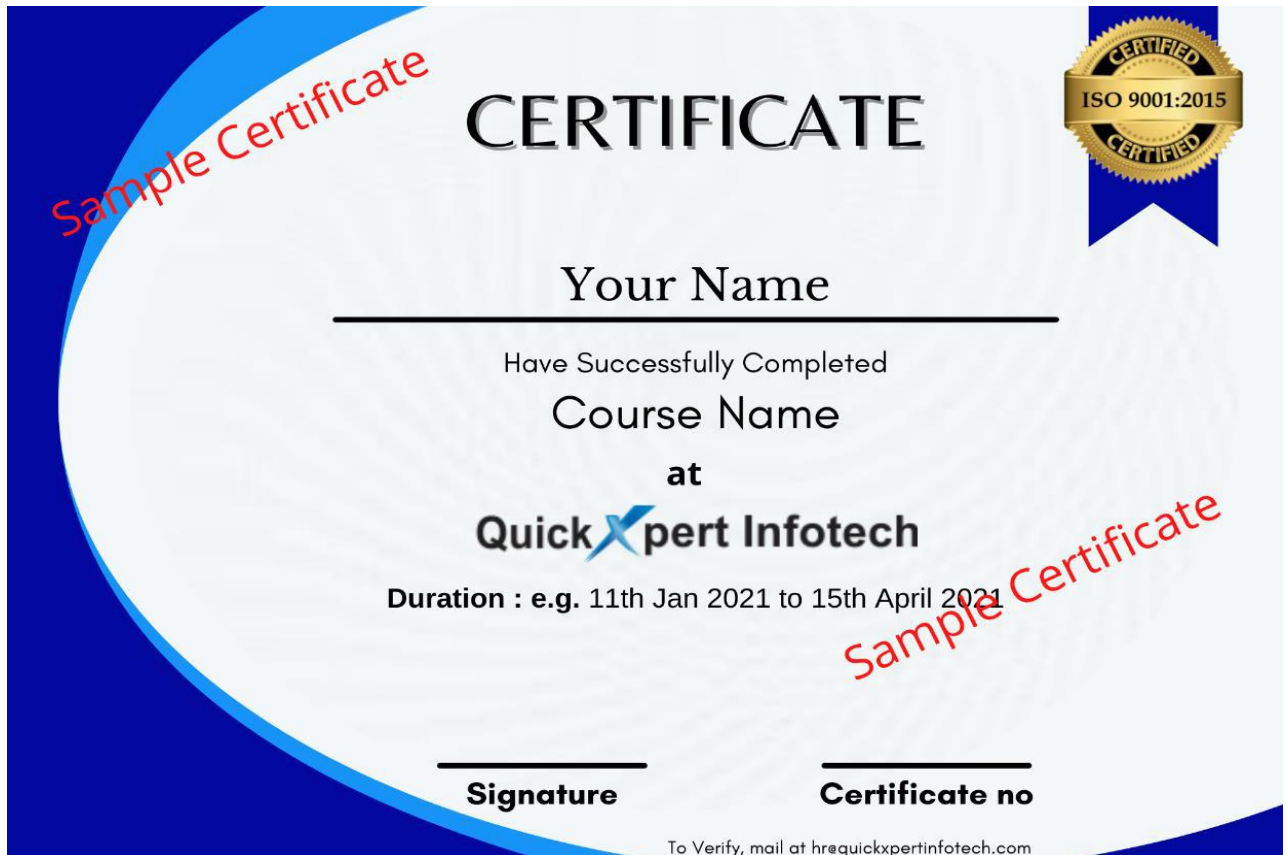 Sample Certificate
CERTIFICATE
CERTIFIED
ISO 9001:2015
CERTIFIED
Your Name
Have Successfully Completed
Course Name
at
QuickXpert Infotech
Duration : e.g. 11th Jan 2021 to 15th April 2021
Sample Certificate
Signature
Certificate no
To Verify, mail at hr@quickxpertinfotech.com